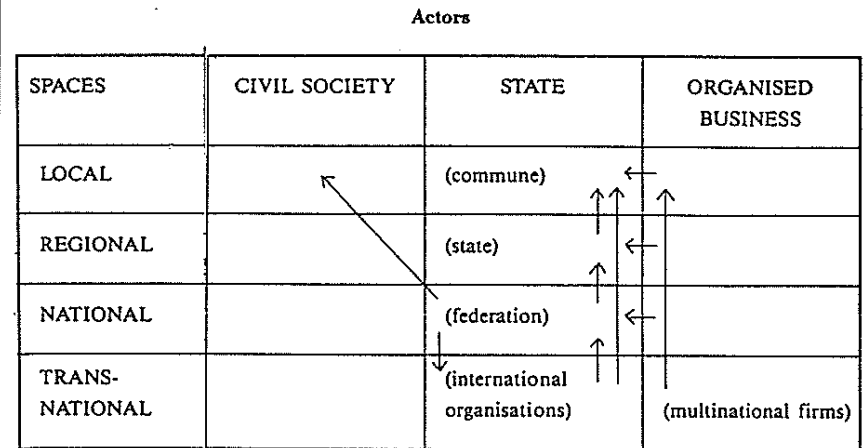 Actors
SPACES
CIVIL SOCIETY
STATE
ORGANISED
BUSINESS
LOCAL
(commune)
REGIONAL
(state)
NATIONAL
(federation)
TRANS-
NATIONAL
(international
organisations)
(multinational firms)